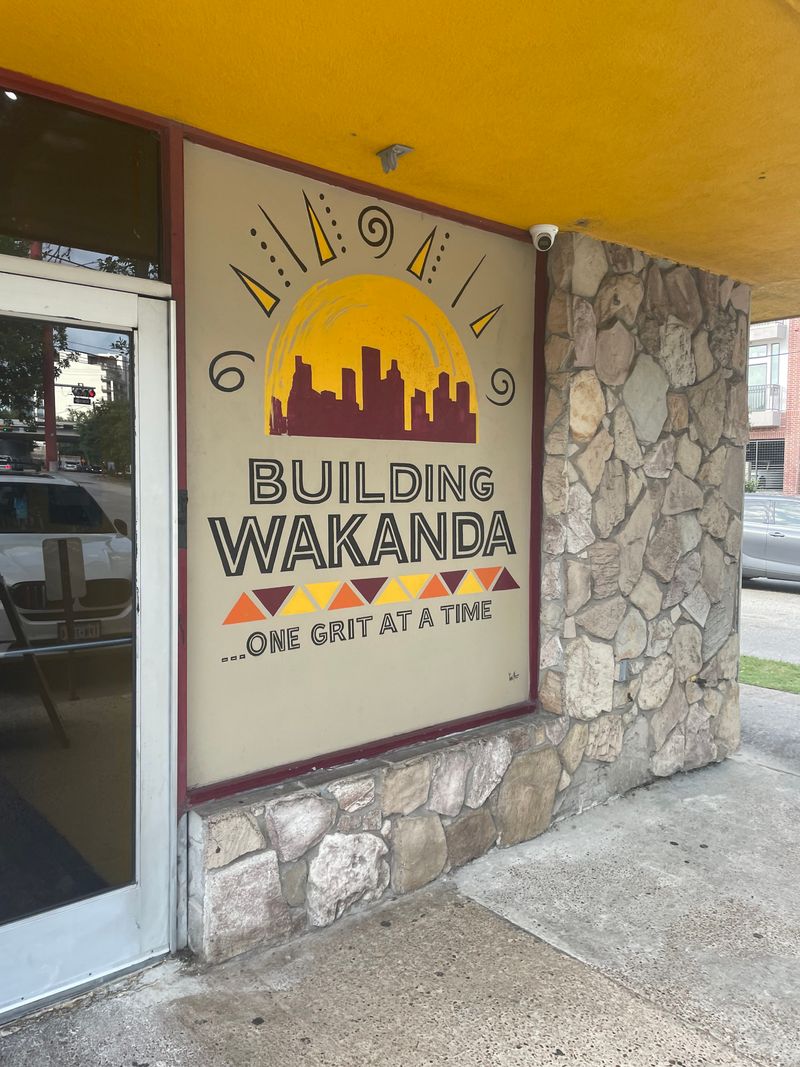 BUILDING
WAKANDA
...ONE GRIT AT A TIME